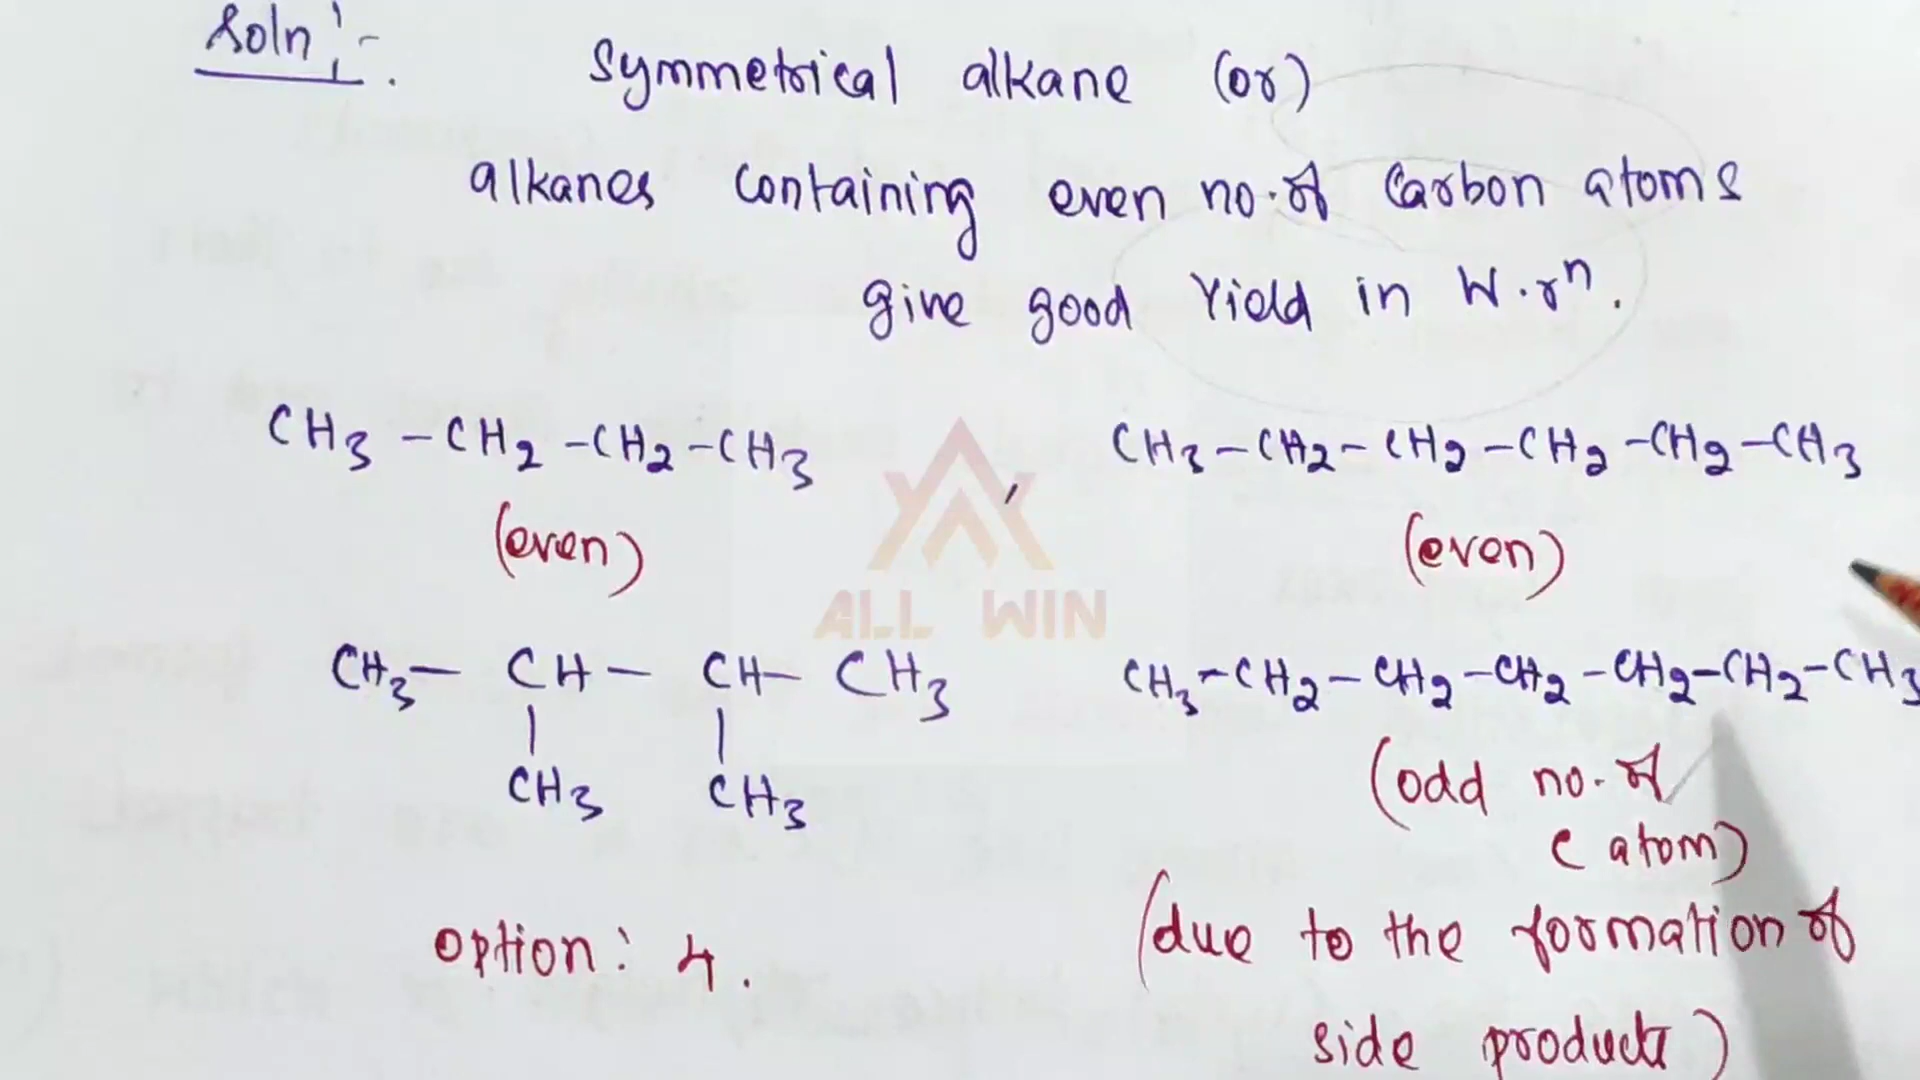 Soln :-
Symmetrical alkane (or)
alkanes containing even no. of Carbon atoms
give good Yield in W.rⁿ.
CH₃ – CH₂ – CH₂ – CH₃ , CH₃ – CH₂ – CH₂ – CH₂ – CH₂ – CH₃
(even) (even)
ALL WIN
CH₃ – CH – CH – CH₃
| |
CH₃ CH₃
CH₃ – CH₂ – CH₂ – CH₂ – CH₂ – CH₂ – CH₃
(odd no. of
C atom)
option: 4.
(due to the formation of
side product)